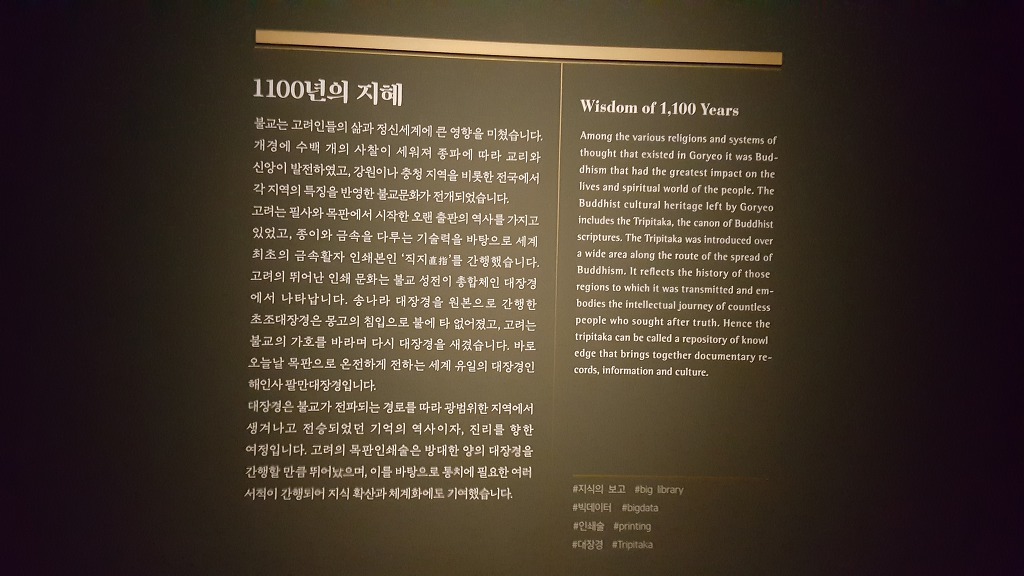 1100년의 지혜
불교는 고려인들의 삶과 정신세계에 큰 영향을 미쳤습니다.
개경에 수백 개의 사찰이 세워져 종파에 따라 교리와
신앙이 발전하였고, 강원이나 충청 지역을 비롯한 전국에서
각 지역의 특징을 반영한 불교문화가 전개되었습니다.
고려는 필사와 목판에서 시작한 오랜 출판의 역사를 가지고
있었고, 종이와 금속을 다루는 기술력을 바탕으로 세계
최초의 금속활자 인쇄본인 ‘직지直指’를 간행했습니다.
고려의 뛰어난 인쇄 문화는 불교 성전이 총합체인 대장경
에서 나타납니다. 송나라 대장경을 원본으로 간행한
초조대장경은 몽고의 침입으로 불에 타 없어졌고, 고려는
불교의 가호를 바라며 다시 대장경을 새겼습니다. 바로
오늘날 목판으로 온전하게 전하는 세계 유일의 대장경인
해인사 팔만대장경입니다.
대장경은 불교가 전파되는 경로를 따라 광범위한 지역에서
생겨나고 전승되었던 기억의 역사이자, 진리를 향한
여정입니다. 고려의 목판인쇄술은 방대한 양의 대장경을
간행할 만큼 뛰어났으며, 이를 바탕으로 통치에 필요한 여러
서적이 간행되어 지식 확산과 체계화에도 기여했습니다.
Wisdom of 1,100 Years
Among the various religions and systems of
thought that existed in Goryeo it was Bud-
dhism that had the greatest impact on the
lives and spiritual world of the people. The
Buddhist cultural heritage left by Goryeo
includes the Tripitaka, the canon of Buddhist
scriptures. The Tripitaka was introduced over
a wide area along the route of the spread of
Buddhism. It reflects the history of those
regions to which it was transmitted and em-
bodies the intellectual journey of countless
people who sought after truth. Hence the
tripitaka can be called a repository of knowl
edge that brings together documentary re-
cords, information and culture.
#지식의 보고 #big library
#빅데이터 #bigdata
#인쇄술 #printing
#대장경 #Tripitaka